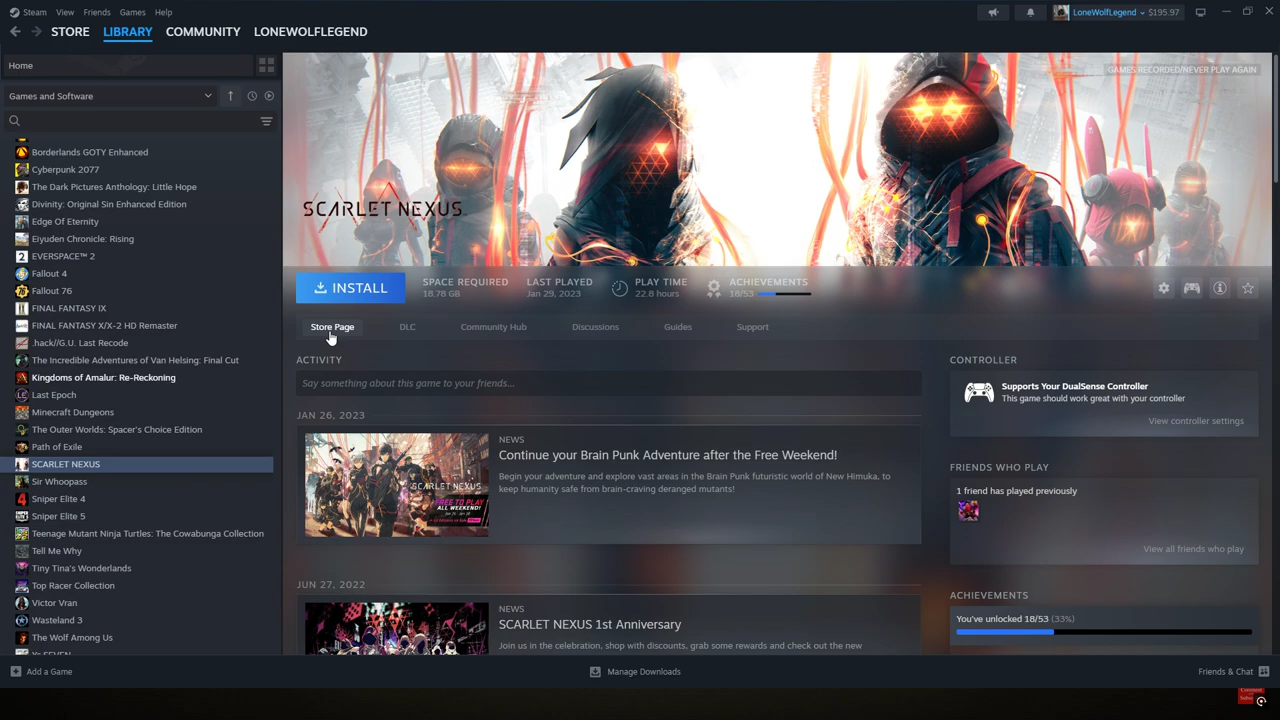 Steam View Friends Games Help
LoneWolfLegend $195.97
STORE LIBRARY COMMUNITY LONEWOLFLEGEND
Home
GAMES RECORDED/NEVER PLAY AGAIN
Games and Software
Borderlands GOTY Enhanced
Cyberpunk 2077
The Dark Pictures Anthology: Little Hope
Divinity: Original Sin Enhanced Edition
Edge Of Eternity
Eiyuden Chronicle: Rising
EVERSPACE™ 2
Fallout 4
Fallout 76
FINAL FANTASY IX
FINAL FANTASY X/X-2 HD Remaster
.hack//G.U. Last Recode
The Incredible Adventures of Van Helsing: Final Cut
Kingdoms of Amalur: Re-Reckoning
Last Epoch
Minecraft Dungeons
The Outer Worlds: Spacer's Choice Edition
Path of Exile
SCARLET NEXUS
Sir Whoopass
Sniper Elite 4
Sniper Elite 5
Teenage Mutant Ninja Turtles: The Cowabunga Collection
Tell Me Why
Tiny Tina's Wonderlands
Top Racer Collection
Victor Vran
Wasteland 3
The Wolf Among Us
Ys SEVEN
SCARLET NEXUS
INSTALL
SPACE REQUIRED
18.78 GB
LAST PLAYED
Jan 29, 2023
PLAY TIME
22.8 hours
ACHIEVEMENTS
18/53
Store Page DLC Community Hub Discussions Guides Support
ACTIVITY
Say something about this game to your friends...
JAN 26, 2023
SCARLET NEXUS
FREE TO PLAY
ALL WEEKEND!
NEWS
Continue your Brain Punk Adventure after the Free Weekend!
Begin your adventure and explore vast areas in the Brain Punk futuristic world of New Himuka, to
keep humanity safe from brain-craving deranged mutants!
JUN 27, 2022
NEWS
SCARLET NEXUS 1st Anniversary
Join us in the celebration, shop with discounts, grab some rewards and check out the new
CONTROLLER
Supports Your DualSense Controller
This game should work great with your controller
View controller settings
FRIENDS WHO PLAY
1 friend has played previously
View all friends who play
ACHIEVEMENTS
You've unlocked 18/53 (33%)
Add a Game
Manage Downloads
Friends & Chat